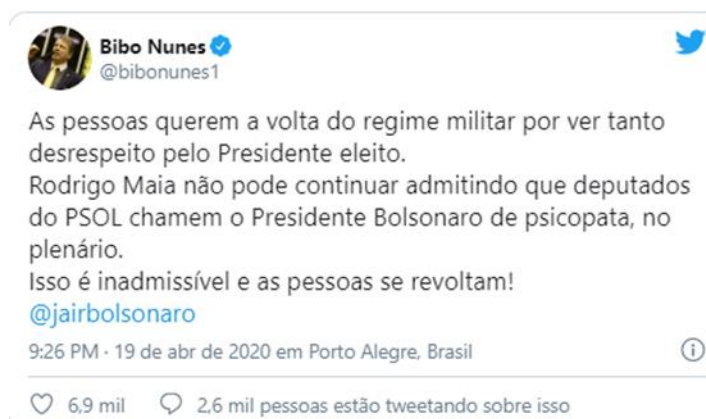 Bibo Nunes
@bibonunes1
As pessoas querem a volta do regime militar por ver tanto
desrespeito pelo Presidente eleito.
Rodrigo Maia não pode continuar admitindo que deputados
do PSOL chamem o Presidente Bolsonaro de psicopata, no
plenário.
Isso é inadmissível e as pessoas se revoltam!
@jairbolsonaro
9:26 PM · 19 de abr de 2020 em Porto Alegre, Brasil
6,9 mil 2,6 mil pessoas estão tweetando sobre isso